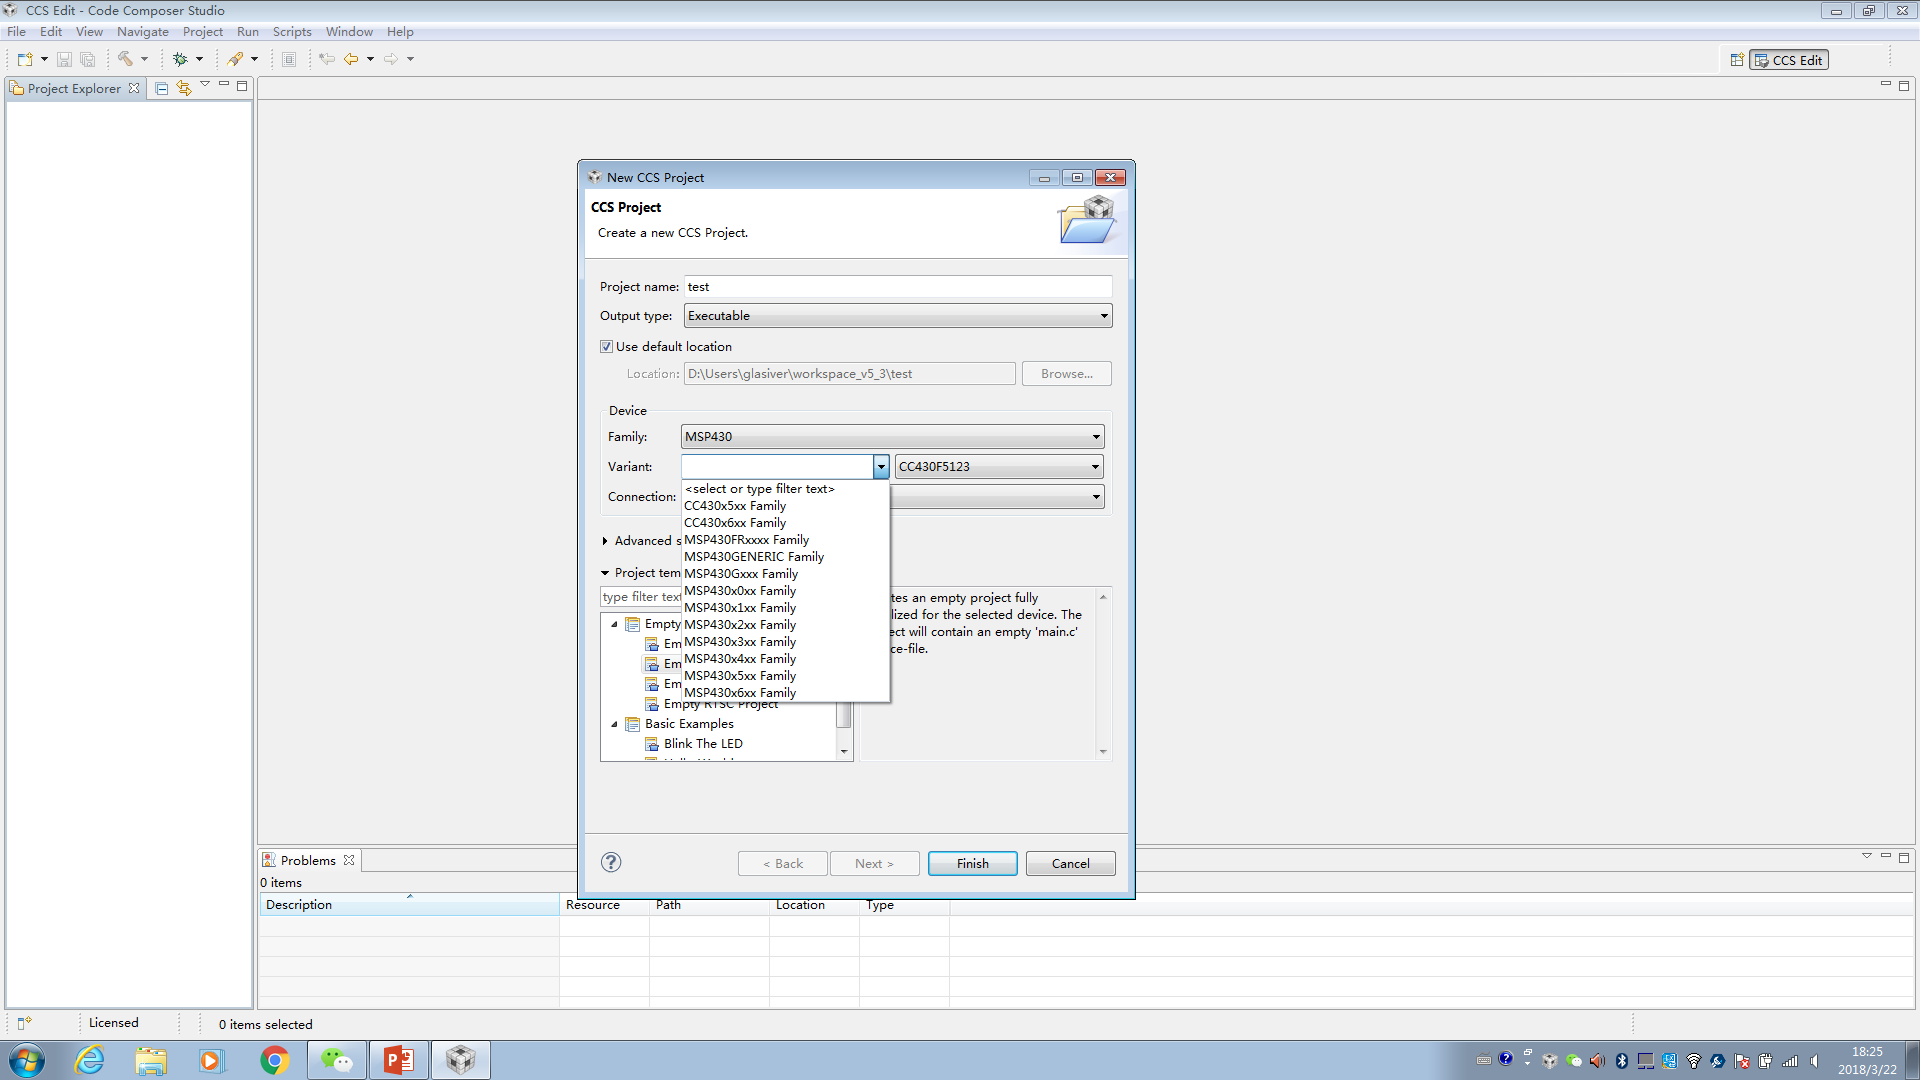 CCS Edit - Code Composer Studio
File Edit View Navigate Project Run Scripts Window Help
CCS Edit
Project Explorer
New CCS Project
CCS Project
Create a new CCS Project.
Project name: test
Output type: Executable
Use default location
Location: D:\Users\glasiver\workspace_v5_3\test Browse...
Device
Family: MSP430
Variant: CC430F5123
Connection:
<select or type filter text>
CC430x5xx Family
CC430x6xx Family
MSP430FRxxxx Family
MSP430GENERIC Family
MSP430Gxxx Family
MSP430x0xx Family
MSP430x1xx Family
MSP430x2xx Family
MSP430x3xx Family
MSP430x4xx Family
MSP430x5xx Family
MSP430x6xx Family
Advanced s
Project tem
type filter text
Empty
Em
Em
Em
Empty RTSC Project
Basic Examples
Blink The LED
tes an empty project fully
lized for the selected device. The
ect will contain an empty 'main.c'
ce-file.
< Back Next > Finish Cancel
Problems
0 items
Description Resource Path Location Type
Licensed 0 items selected
18:25
2018/3/22